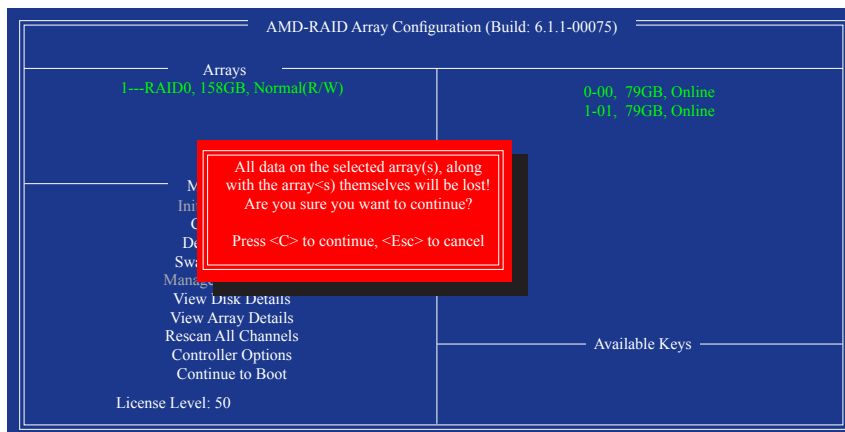 AMD-RAID Array Configuration (Build: 6.1.1-00075)
Arrays
1---RAID0, 158GB, Normal(R/W)
0-00, 79GB, Online
1-01, 79GB, Online
All data on the selected array(s), along
with the array<s) themselves will be lost!
Are you sure you want to continue?
Press <C> to continue, <Esc> to cancel
View Disk Details
View Array Details
Rescan All Channels
Controller Options
Continue to Boot
Available Keys
License Level: 50